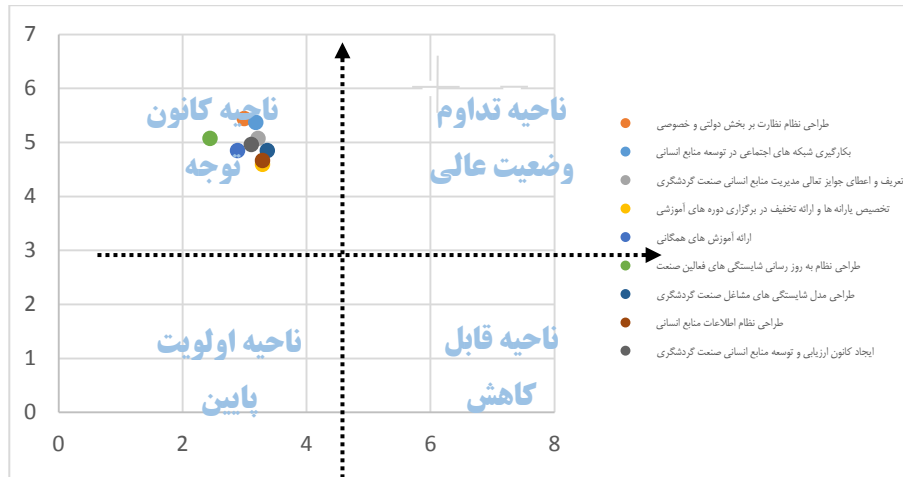 7
6
5
4
3
2
1
0
0 2 4 6 8
ناحیه کانون
توجه
ناحیه تداوم
وضعیت عالی
ناحیه اولویت
پایین
ناحیه قابل
کاهش
طراحی نظام نظارت بر بخش دولتی و خصوصی
بکارگیری شبکه های اجتماعی در توسعه منابع انسانی
تعریف و اعطای جوایز تعالی مدیریت منابع انسانی صنعت گردشگری
تخصیص یارانه ها و ارائه تخفیف در برگزاری دوره های آموزشی
ارائه آموزش های همگانی
طراحی نظام به روز رسانی شایستگی های فعالین صنعت
طراحی مدل شایستگی های مشاغل صنعت گردشگری
طراحی نظام اطلاعات منابع انسانی
ایجاد کانون ارزیابی و توسعه منابع انسانی صنعت گردشگری